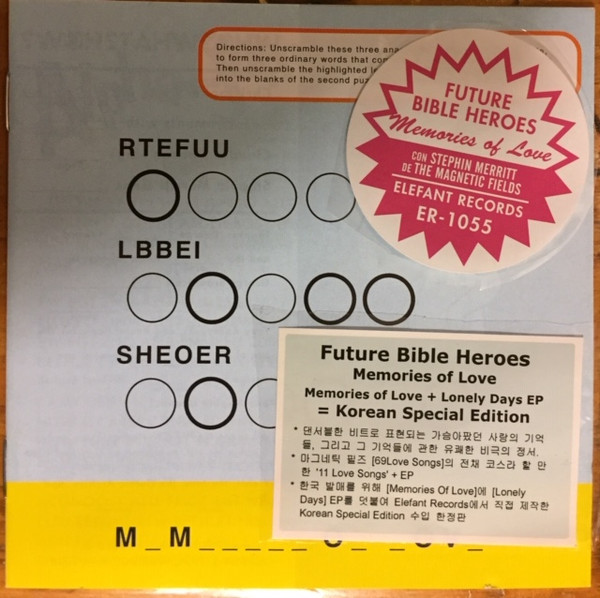 Directions: Unscramble these three ana
to form three ordinary words that con
Then unscramble the highlighted le
into the blanks of the second puz
RTEFUU
LBBEI
SHEOER
FUTURE
BIBLE HEROES
Memories of Love
CON STEPHIN MERRITT
DE THE MAGNETIC FIELDS
ELEFANT RECORDS
ER-1055
Future Bible Heroes
Memories of Love
Memories of Love + Lonely Days EP
= Korean Special Edition
* 댄서블한 비트로 표현되는 가슴아팠던 사랑의 기억
들, 그리고 그 기억들에 관한 유쾌한 비극의 정서.
* 마그네틱 필즈 [69Love Songs]의 전채 코스라 할 만
한 '11 Love Songs' + EP
* 한국 발매를 위해 [Memories Of Love]에 [Lonely
Days] EP를 덧붙여 Elefant Records에서 직접 제작한
Korean Special Edition 수입 한정판
M _ M _ _ _ _ _ O _ _ OV _